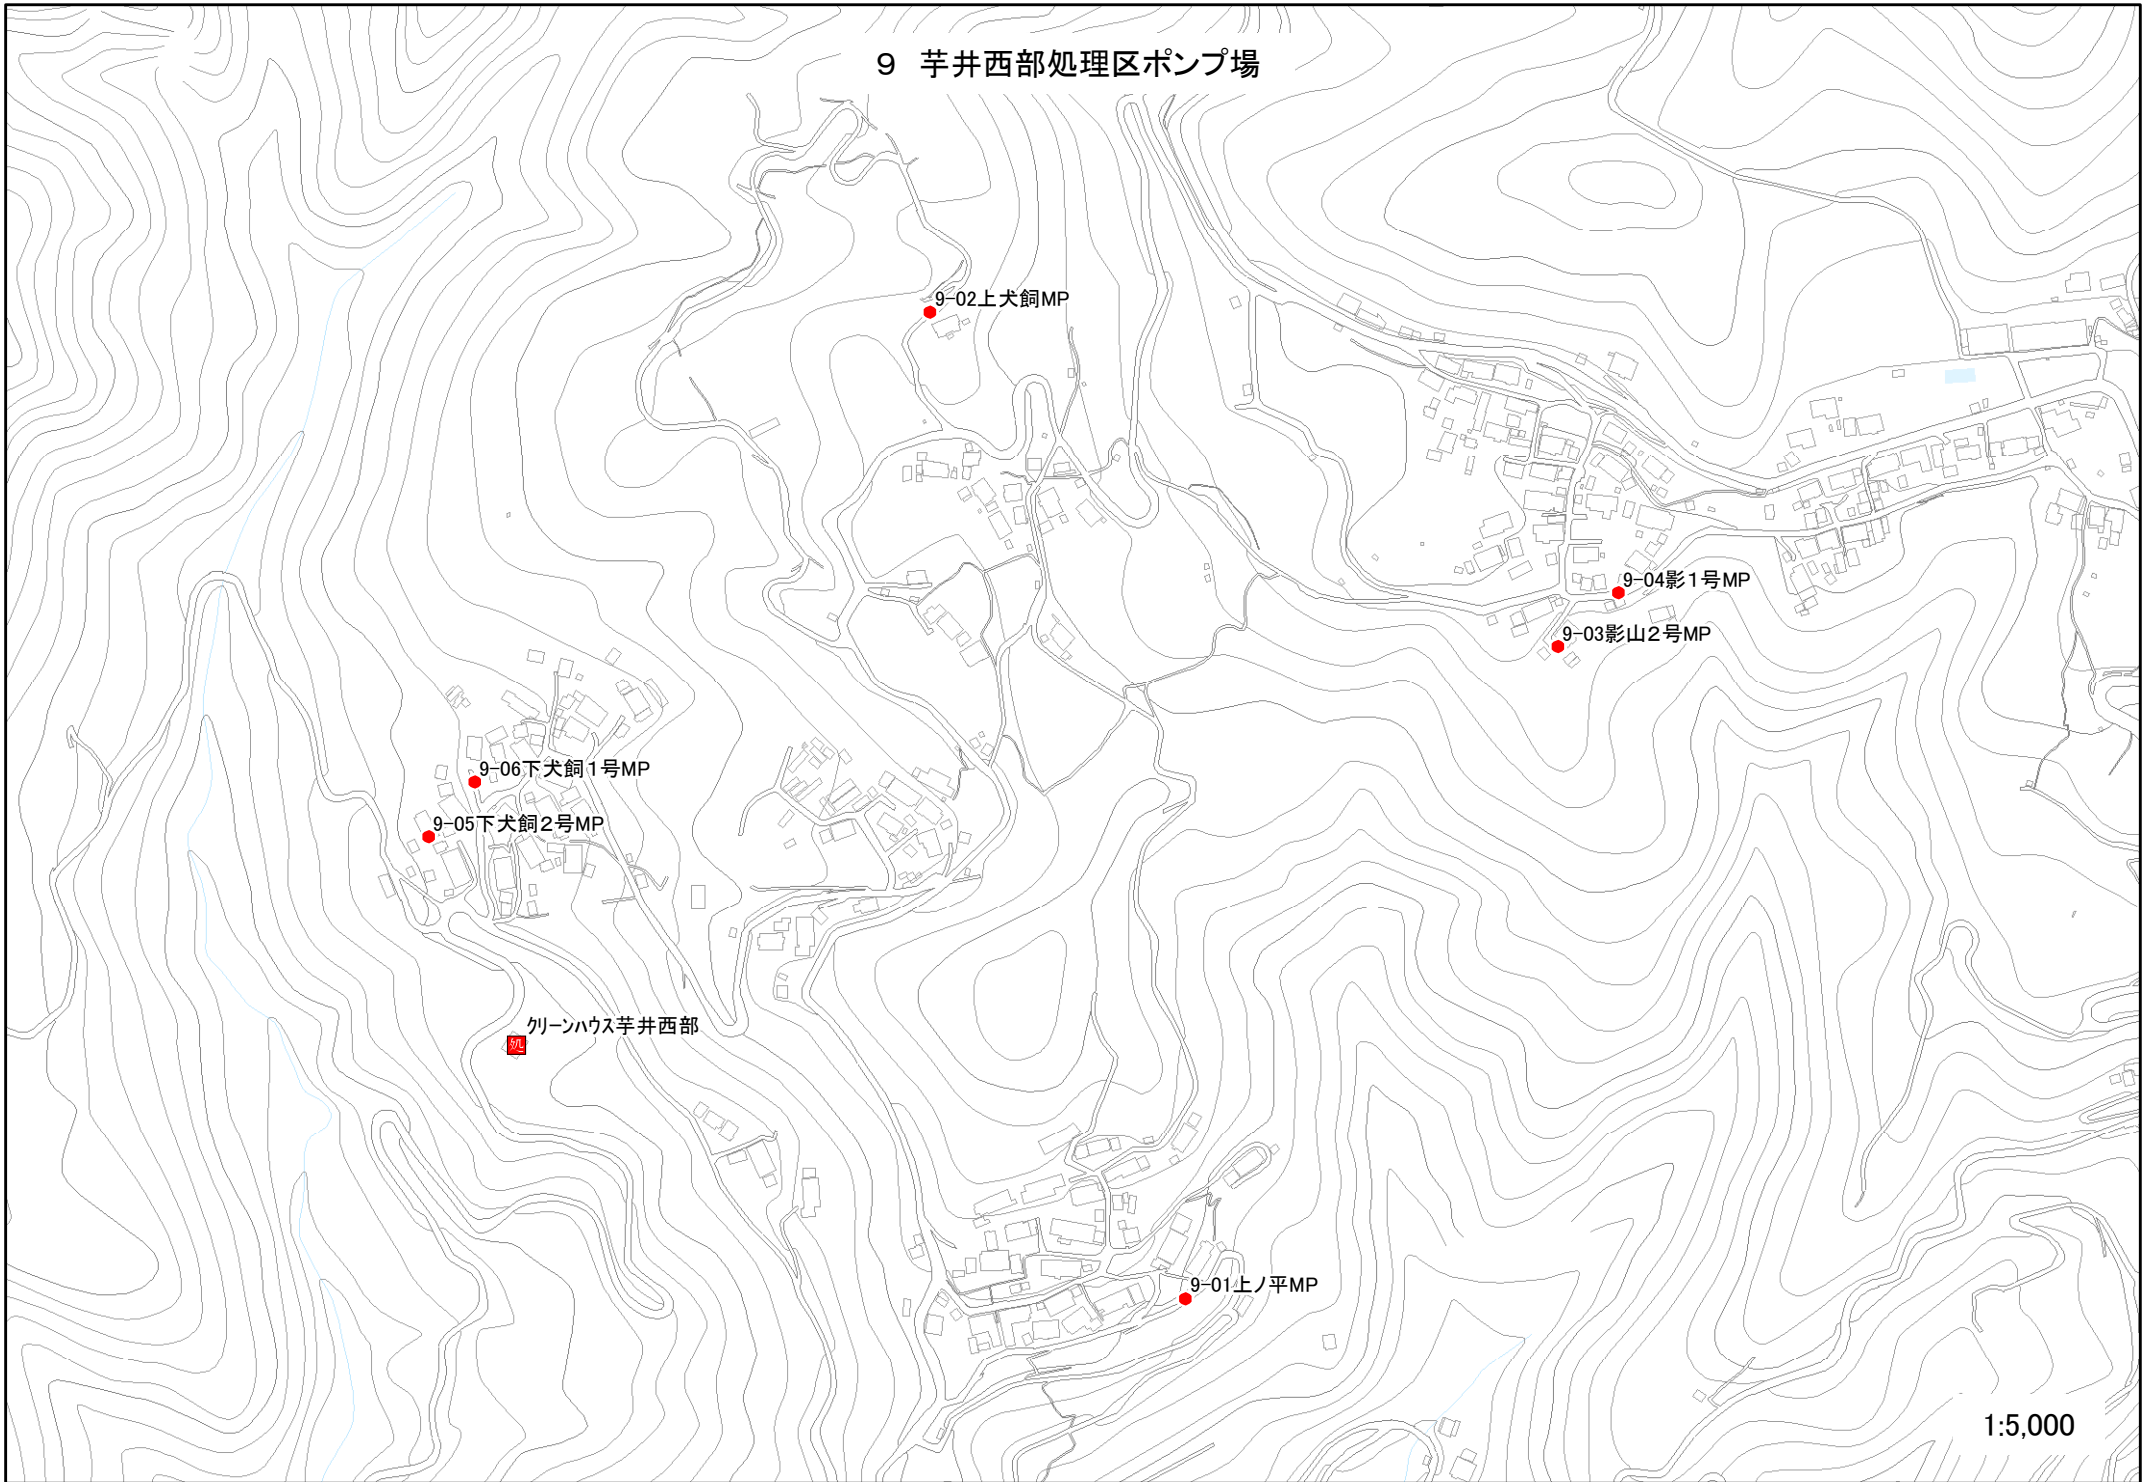 ９　芋井西部処理区ポンプ場
9-02上犬飼MP
9-04影１号MP
9-03影山２号MP
9-06下犬飼１号MP
9-05下犬飼２号MP
ｸﾘｰﾝﾊｳｽ芋井西部
処
9-01上ノ平MP
1:5,000